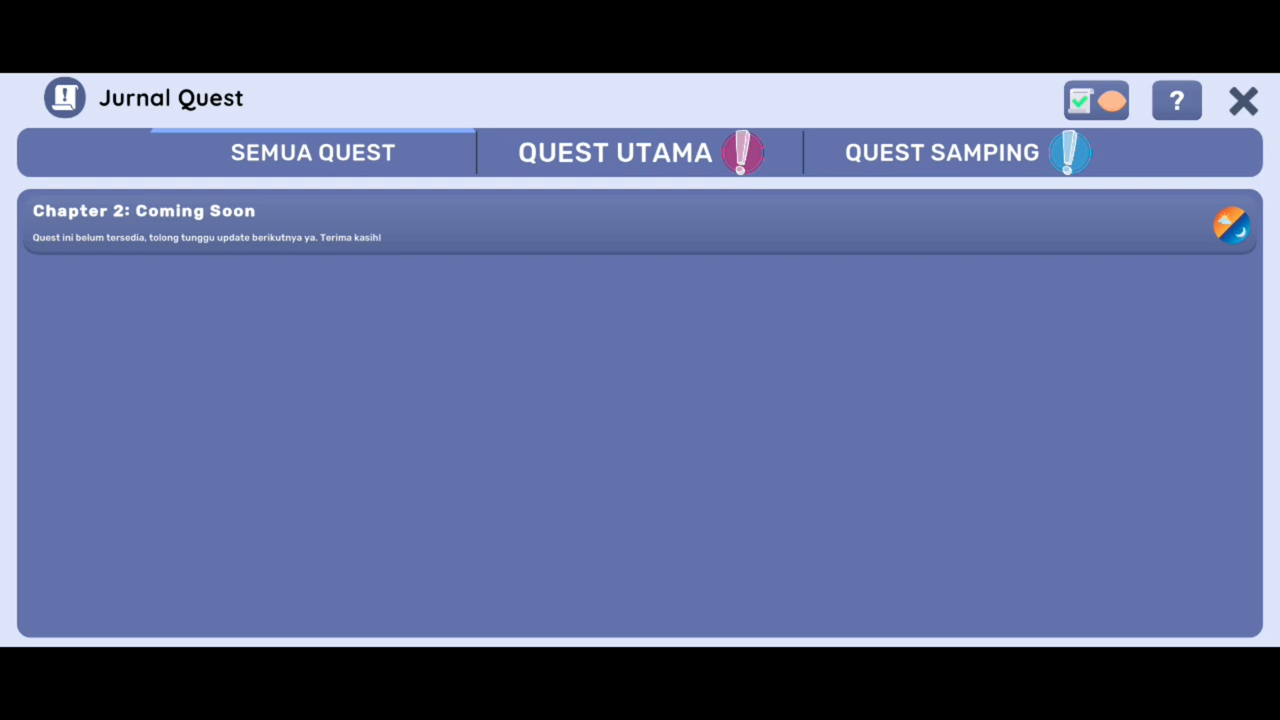 Jurnal Quest
?
SEMUA QUEST
QUEST UTAMA
QUEST SAMPING
Chapter 2: Coming Soon
Quest ini belum tersedia, tolong tunggu update berikutnya ya. Terima kasih!